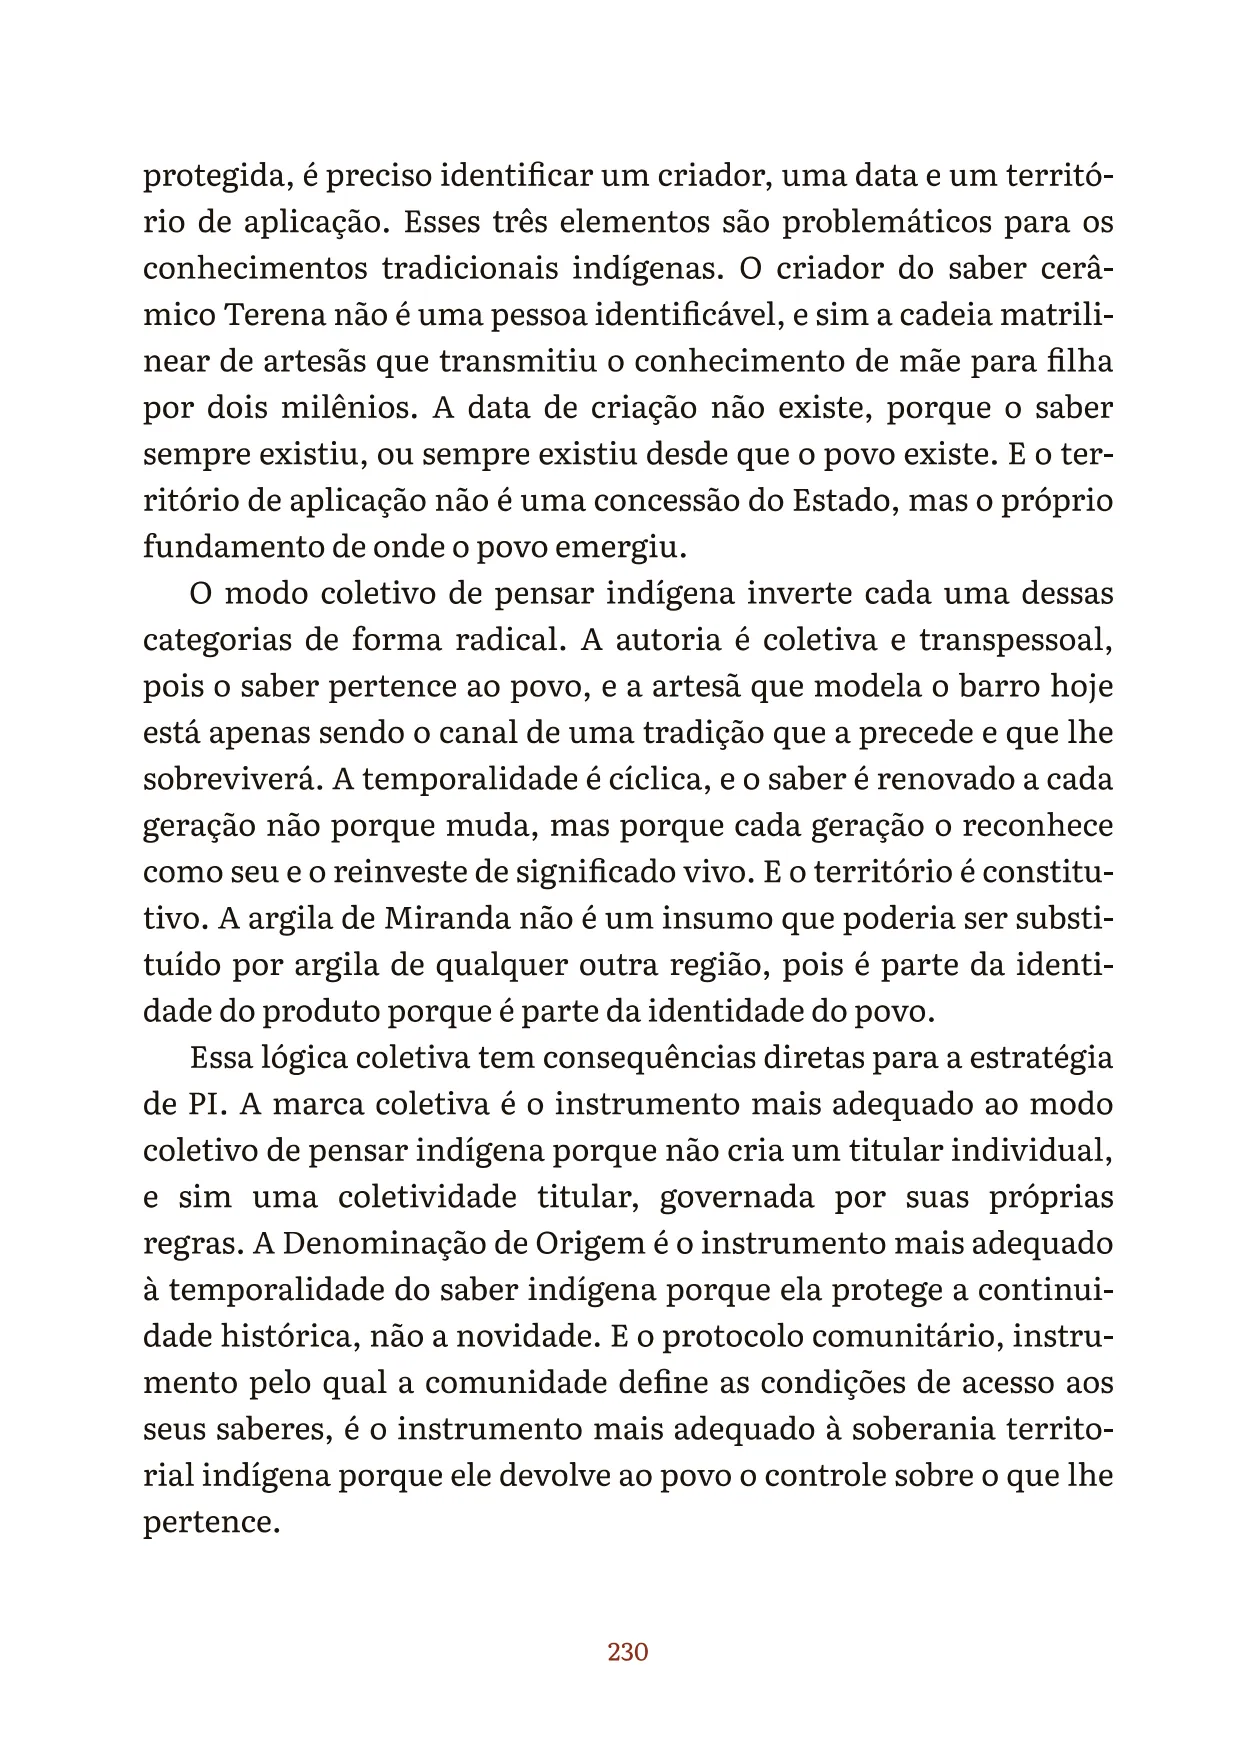 protegida, é preciso identificar um criador, uma data e um territó-
rio de aplicação. Esses três elementos são problemáticos para os
conhecimentos tradicionais indígenas. O criador do saber cerâ-
mico Terena não é uma pessoa identificável, e sim a cadeia matrili-
near de artesãs que transmitiu o conhecimento de mãe para filha
por dois milênios. A data de criação não existe, porque o saber
sempre existiu, ou sempre existiu desde que o povo existe. E o ter-
ritório de aplicação não é uma concessão do Estado, mas o próprio
fundamento de onde o povo emergiu.
O modo coletivo de pensar indígena inverte cada uma dessas
categorias de forma radical. A autoria é coletiva e transpessoal,
pois o saber pertence ao povo, e a artesã que modela o barro hoje
está apenas sendo o canal de uma tradição que a precede e que lhe
sobreviverá. A temporalidade é cíclica, e o saber é renovado a cada
geração não porque muda, mas porque cada geração o reconhece
como seu e o reinveste de significado vivo. E o território é constitu-
tivo. A argila de Miranda não é um insumo que poderia ser substi-
tuído por argila de qualquer outra região, pois é parte da identi-
dade do produto porque é parte da identidade do povo.
Essa lógica coletiva tem consequências diretas para a estratégia
de PI. A marca coletiva é o instrumento mais adequado ao modo
coletivo de pensar indígena porque não cria um titular individual,
e sim uma coletividade titular, governada por suas próprias
regras. A Denominação de Origem é o instrumento mais adequado
à temporalidade do saber indígena porque ela protege a continui-
dade histórica, não a novidade. E o protocolo comunitário, instru-
mento pelo qual a comunidade define as condições de acesso aos
seus saberes, é o instrumento mais adequado à soberania territo-
rial indígena porque ele devolve ao povo o controle sobre o que lhe
pertence.
230